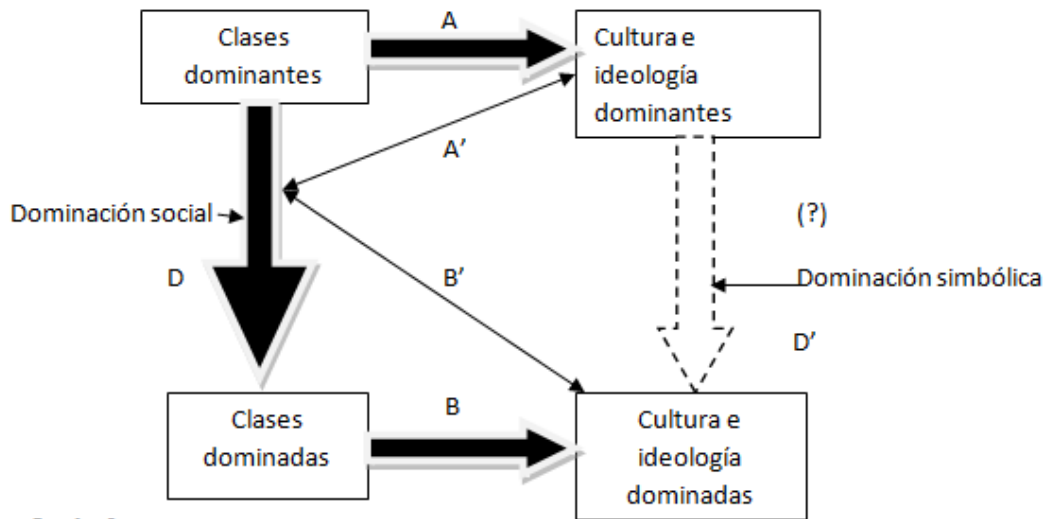 A
Clases
dominantes
Cultura e
ideología
dominantes
A’
Dominación social
(?)
D
B’
Dominación simbólica
D’
B
Clases
dominadas
Cultura e
ideología
dominadas